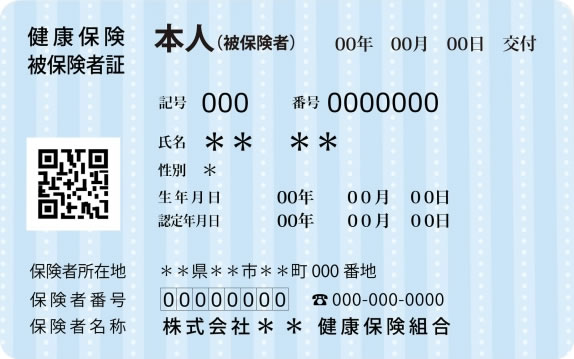 健康保険
被保険者証
本人(被保険者) 00年 00月 00日 交付
記号 000 番号 0000000
氏名 ＊＊ ＊＊
性別 ＊
生年月日 00年 00月 00日
認定年月日 00年 00月 00日
保険者所在地 ＊＊県＊＊市＊＊町 000 番地
保険者番号 00000000 ☎ 000-000-0000
保険者名称 株式会社＊＊ 健康保険組合